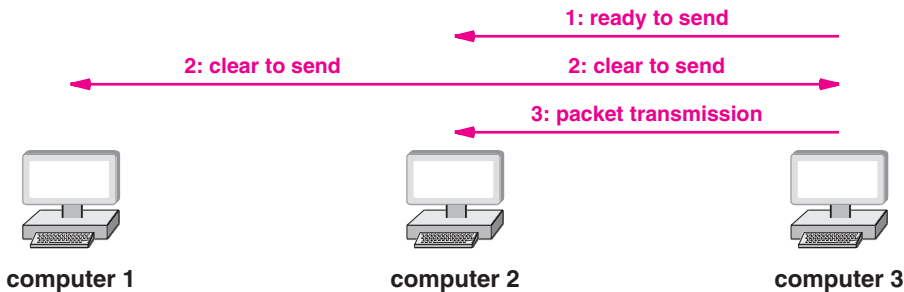 1: ready to send
2: clear to send
2: clear to send
3: packet transmission
computer 1
computer 2
computer 3